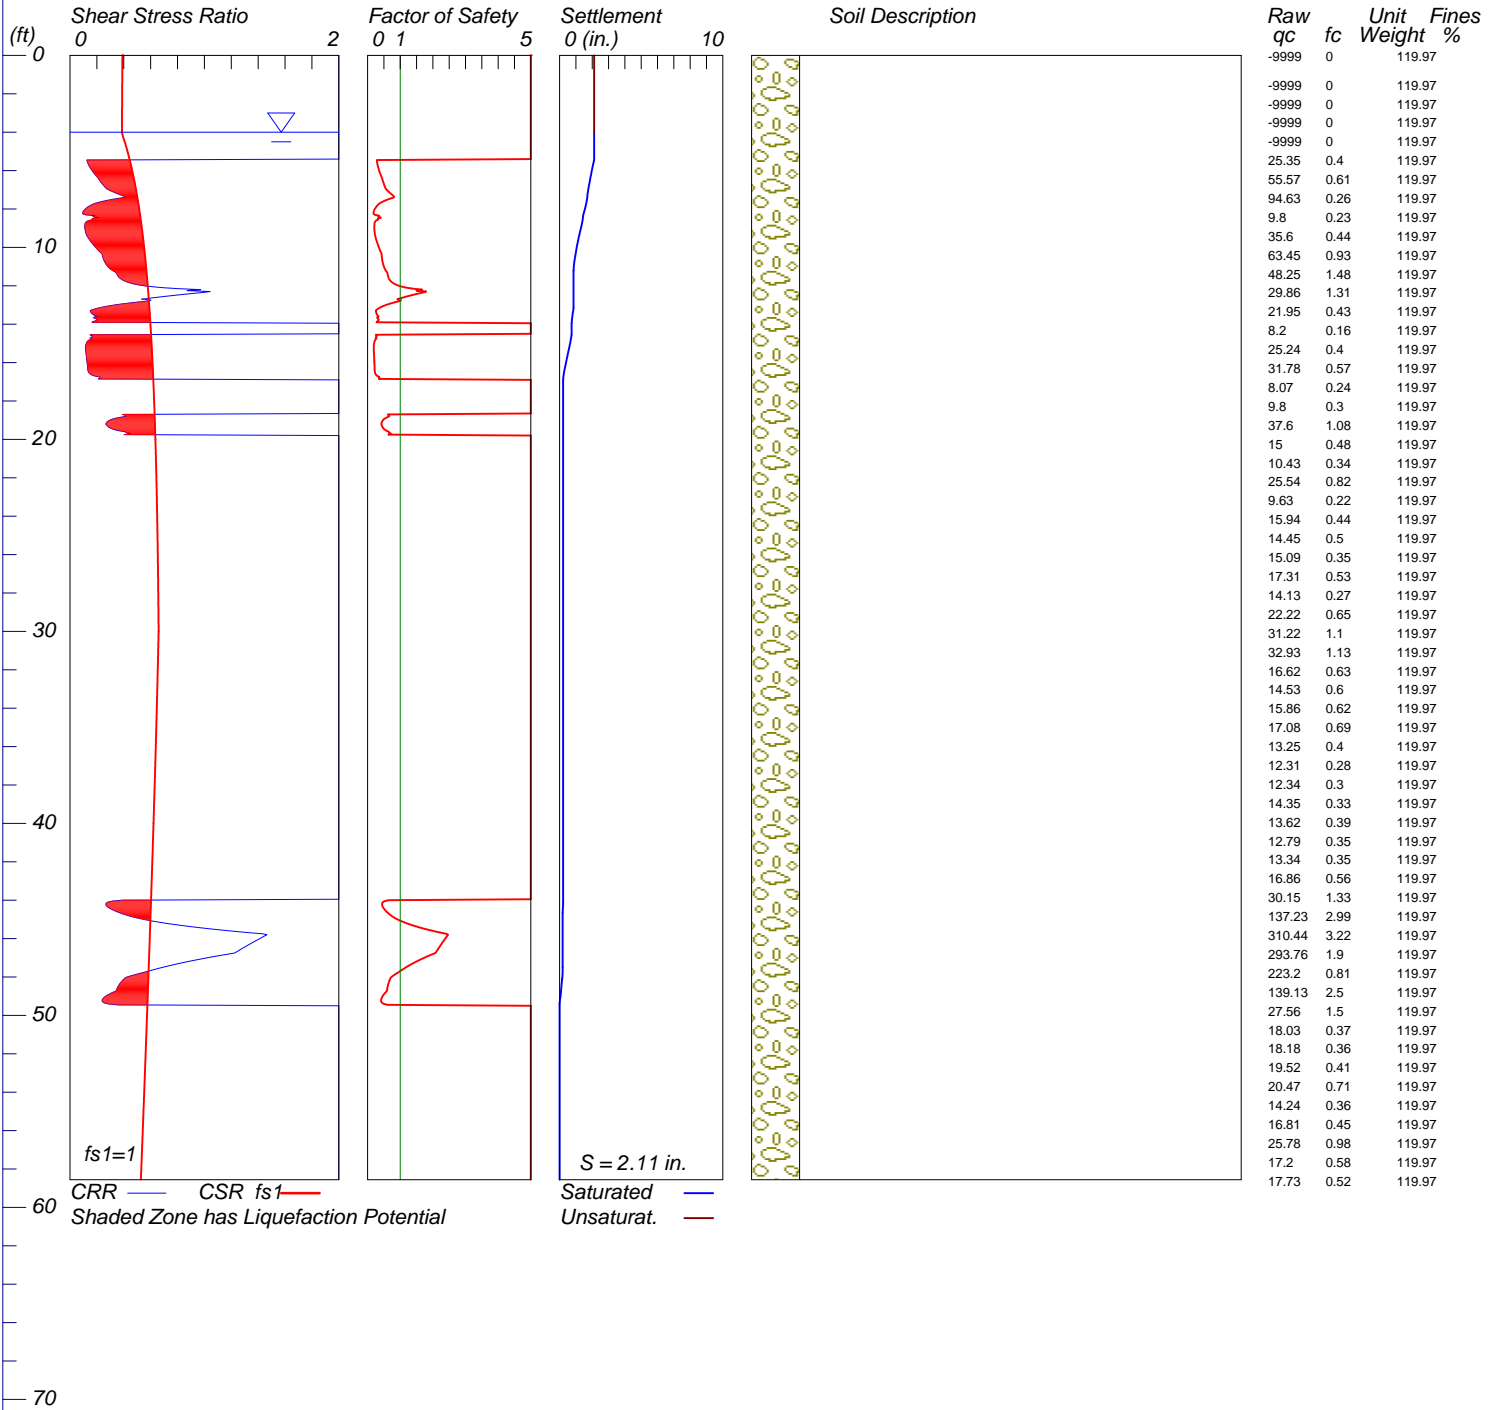 Shear Stress Ratio Factor of Safety Settlement Soil Description Raw Unit Fines
(ft) 0 2 0 1 5 0 (in.) 10 qc fc Weight %
0 -9999 0 119.97
-9999 0 119.97
-9999 0 119.97
-9999 0 119.97
-9999 0 119.97
25.35 0.4 119.97
55.57 0.61 119.97
94.63 0.26 119.97
9.8 0.23 119.97
10 35.6 0.44 119.97
63.45 0.93 119.97
48.25 1.48 119.97
29.86 1.31 119.97
21.95 0.43 119.97
8.2 0.16 119.97
25.24 0.4 119.97
31.78 0.57 119.97
8.07 0.24 119.97
9.8 0.3 119.97
37.6 1.08 119.97
20 15 0.48 119.97
10.43 0.34 119.97
25.54 0.82 119.97
9.63 0.22 119.97
15.94 0.44 119.97
14.45 0.5 119.97
15.09 0.35 119.97
17.31 0.53 119.97
14.13 0.27 119.97
22.22 0.65 119.97
30 31.22 1.1 119.97
32.93 1.13 119.97
16.62 0.63 119.97
14.53 0.6 119.97
15.86 0.62 119.97
17.08 0.69 119.97
13.25 0.4 119.97
12.31 0.28 119.97
12.34 0.3 119.97
14.35 0.33 119.97
40 13.62 0.39 119.97
12.79 0.35 119.97
13.34 0.35 119.97
16.86 0.56 119.97
30.15 1.33 119.97
137.23 2.99 119.97
310.44 3.22 119.97
293.76 1.9 119.97
223.2 0.81 119.97
139.13 2.5 119.97
50 27.56 1.5 119.97
18.03 0.37 119.97
18.18 0.36 119.97
19.52 0.41 119.97
20.47 0.71 119.97
14.24 0.36 119.97
16.81 0.45 119.97
25.78 0.98 119.97
fs1=1 S = 2.11 in. 17.2 0.58 119.97
17.73 0.52 119.97
CRR CSR fs1 Saturated
60
Shaded Zone has Liquefaction Potential Unsaturat.
70